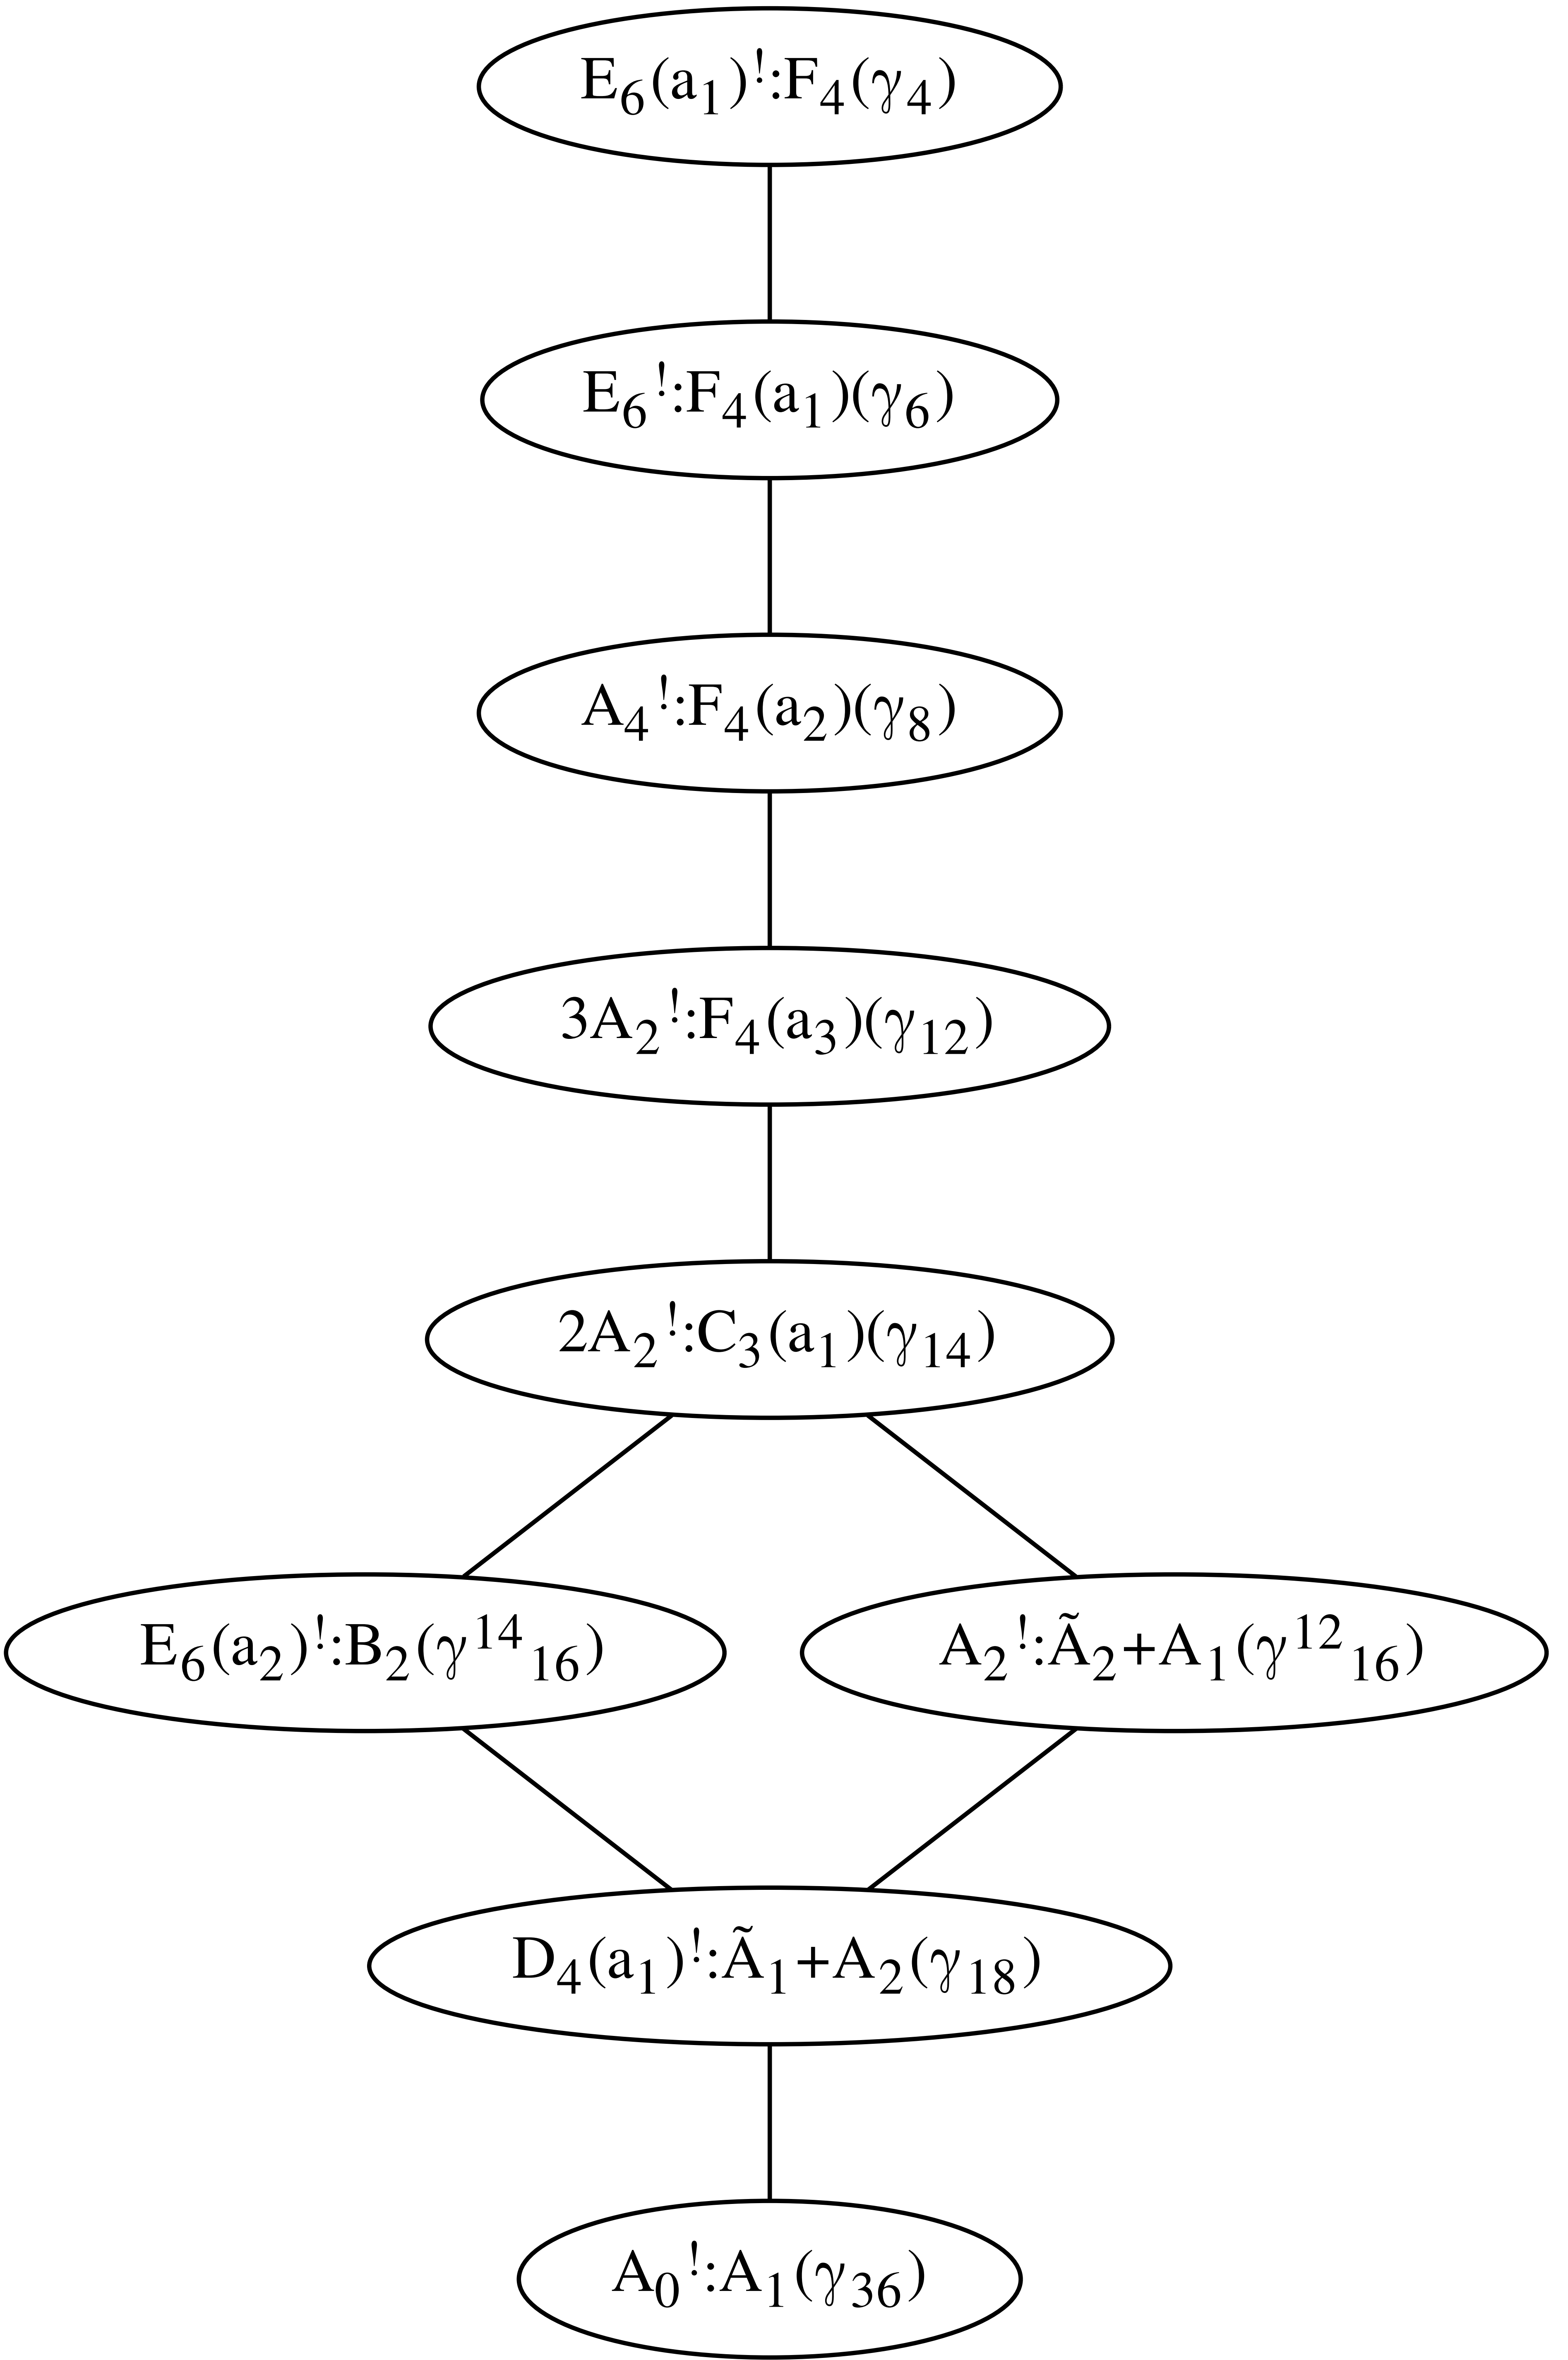 E₆(a₁)!:F₄(γ₄)
E₆!:F₄(a₁)(γ₆)
A₄!:F₄(a₂)(γ₈)
3A₂!:F₄(a₃)(γ₁₂)
2A₂!:C₃(a₁)(γ₁₄)
E₆(a₂)!:B₂(γ¹⁴₁₆)
A₂!:Ã₂+A₁(γ¹²₁₆)
D₄(a₁)!:Ã₁+A₂(γ₁₈)
A₀!:A₁(γ₃₆)